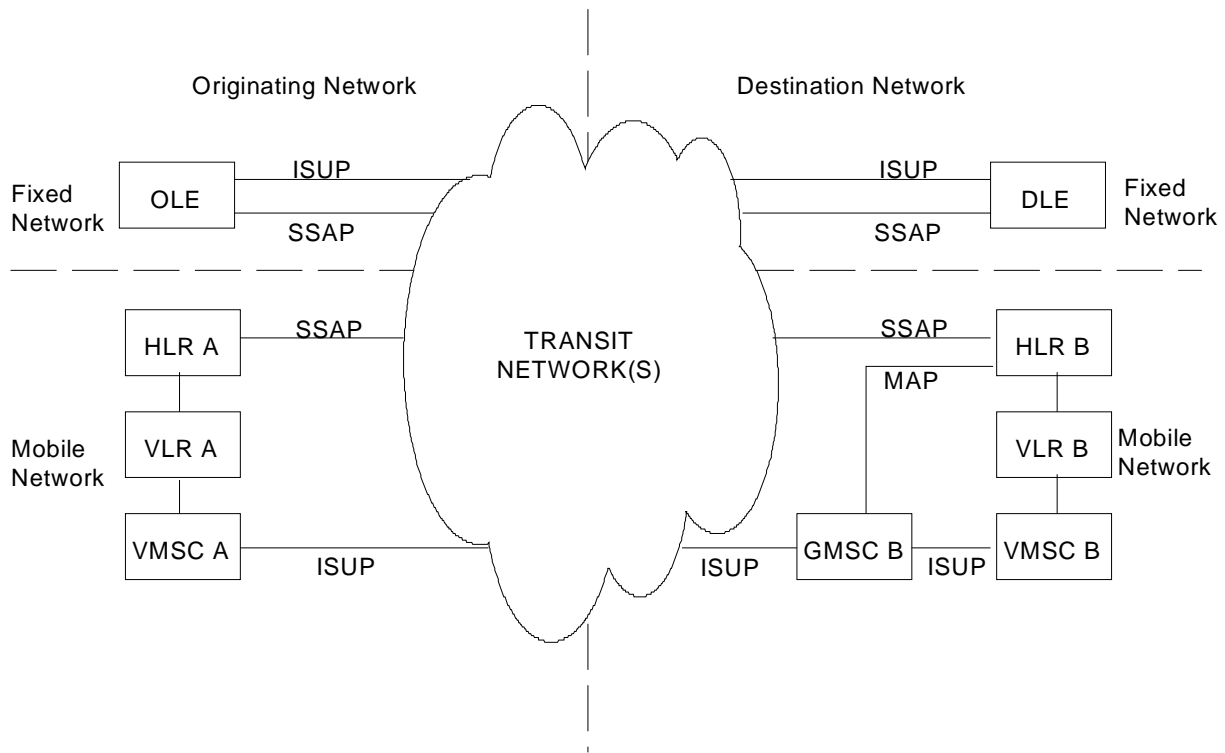 Originating Network
Destination Network
Fixed
Network
OLE
ISUP
SSAP
ISUP
SSAP
DLE
Fixed
Network
HLR A
SSAP
TRANSIT
NETWORK(S)
SSAP
MAP
HLR B
Mobile
Network
VLR A
VLR B
Mobile
Network
VMSC A
ISUP
ISUP
GMSC B
ISUP
VMSC B